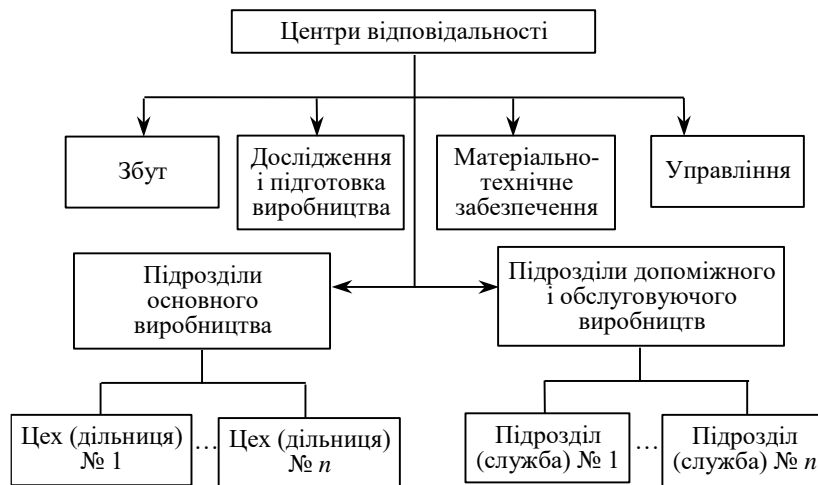 Центри відповідальності
Збут
Дослідження
і підготовка
виробництва
Матеріально-
технічне
забезпечення
Управління
Підрозділи
основного
виробництва
Підрозділи допоміжного
і обслуговуючого
виробництв
Цех (дільниця)
№ 1
...
Цех (дільниця)
№ n
Підрозділ
(служба) № 1
...
Підрозділ
(служба) № n